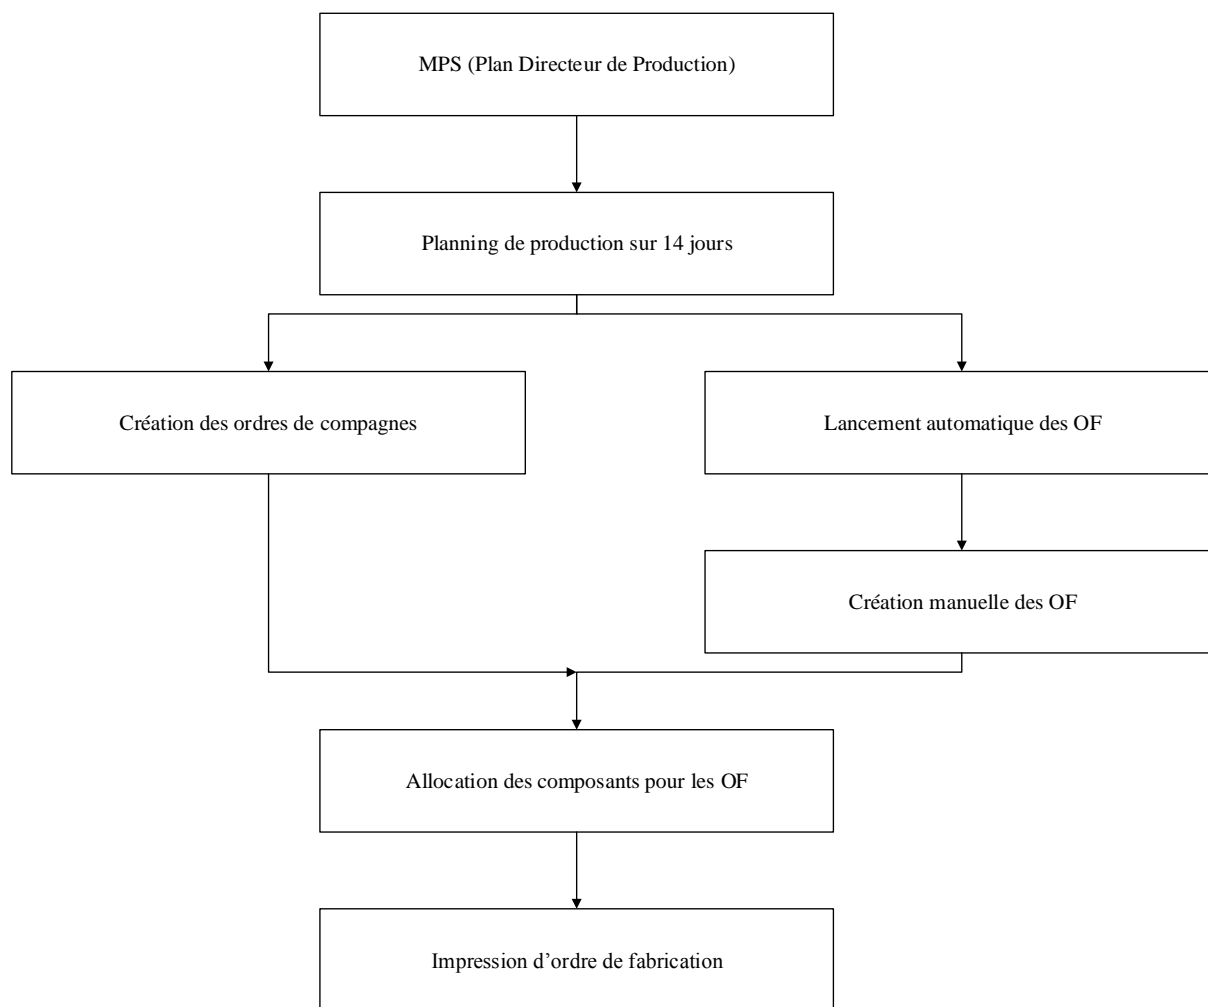 MPS (Plan Directeur de Production)
Planning de production sur 14 jours
Création des ordres de compagnes
Lancement automatique des OF
Création manuelle des OF
Allocation des composants pour les OF
Impression d’ordre de fabrication